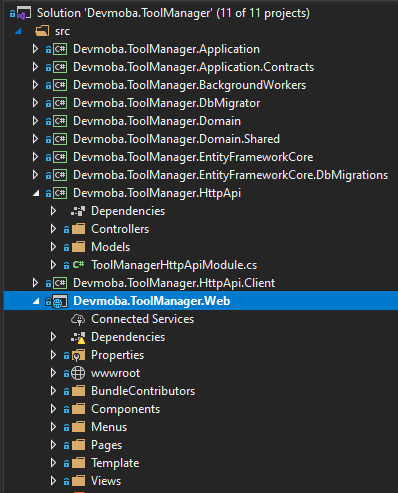 Solution 'Devmoba.ToolManager' (11 of 11 projects)
src
C# Devmoba.ToolManager.Application
C# Devmoba.ToolManager.Application.Contracts
C# Devmoba.ToolManager.BackgroundWorkers
C# Devmoba.ToolManager.DbMigrator
C# Devmoba.ToolManager.Domain
C# Devmoba.ToolManager.Domain.Shared
C# Devmoba.ToolManager.EntityFrameworkCore
C# Devmoba.ToolManager.EntityFrameworkCore.DbMigrations
C# Devmoba.ToolManager.HttpApi
Dependencies
Controllers
Models
C# ToolManagerHttpApiModule.cs
C# Devmoba.ToolManager.HttpApi.Client
Devmoba.ToolManager.Web
Connected Services
Dependencies
Properties
wwwroot
BundleContributors
Components
Menus
Pages
Template
Views